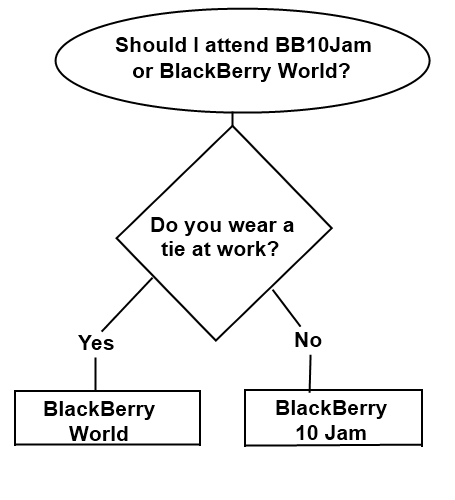 Should I attend BB10Jam
or BlackBerry World?
Do you wear a
tie at work?
Yes
No
BlackBerry
World
BlackBerry
10 Jam